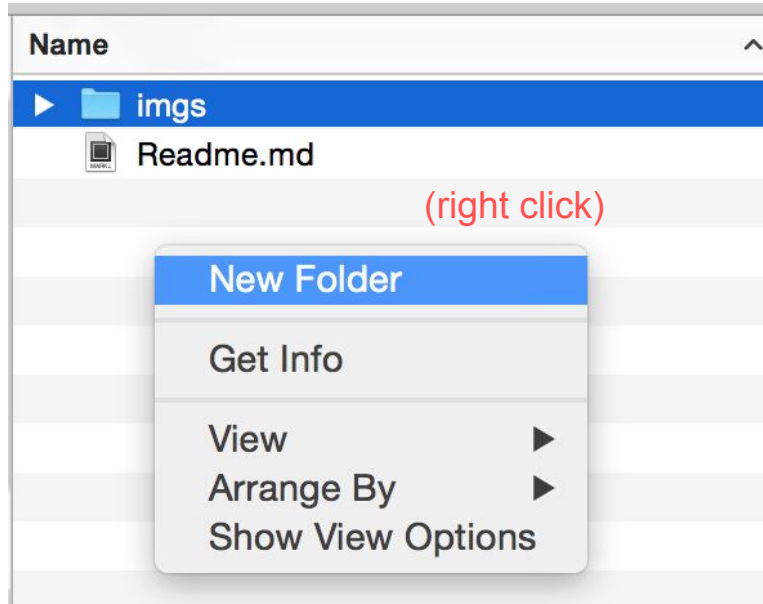 Name
imgs
Readme.md
(right click)
New Folder
Get Info
View
Arrange By
Show View Options